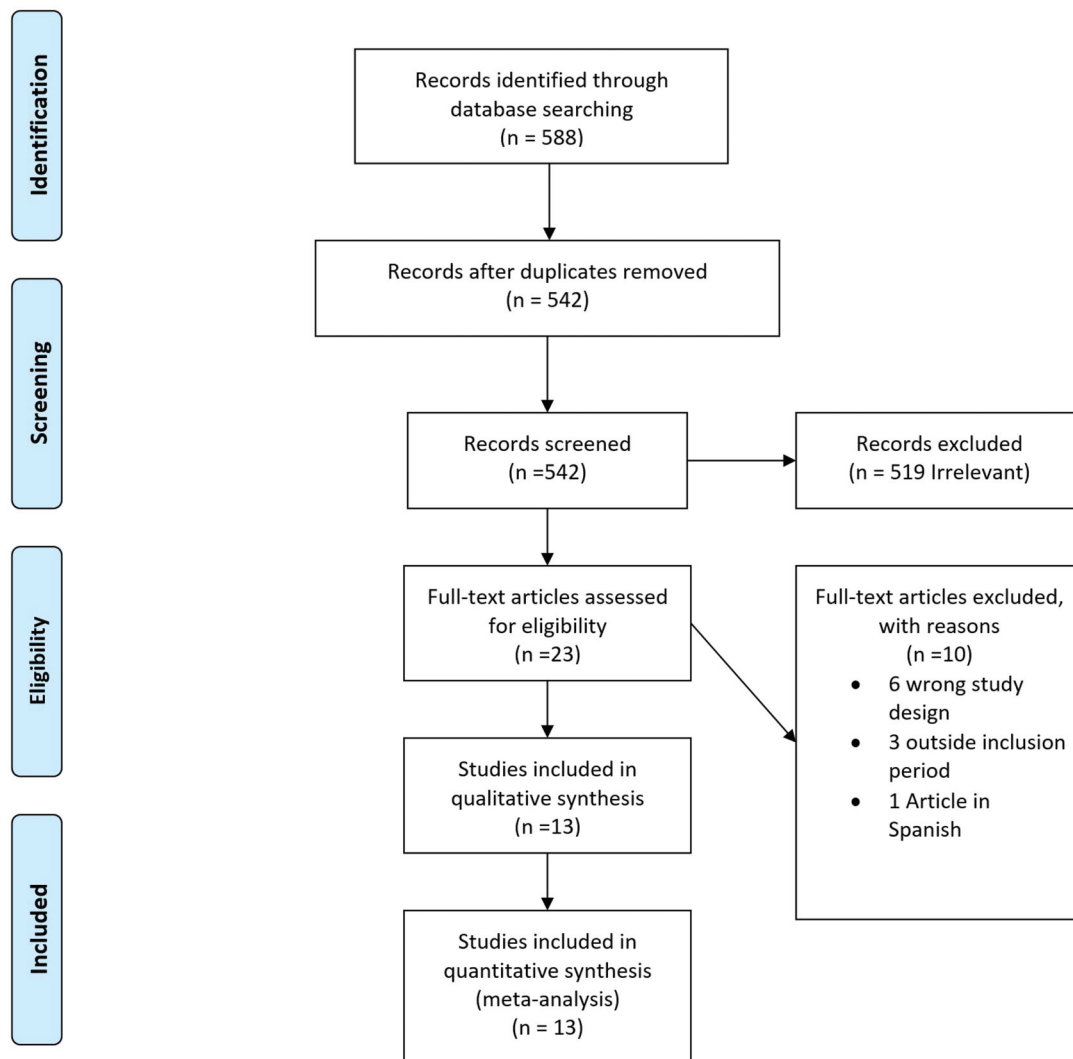 Identification
Records identified through
database searching
(n = 588)
Records after duplicates removed
(n = 542)
Screening
Records screened
(n =542)
Records excluded
(n = 519 Irrelevant)
Eligibility
Full-text articles assessed
for eligibility
(n =23)
Full-text articles excluded,
with reasons
(n =10)
• 6 wrong study
design
• 3 outside inclusion
period
• 1 Article in
Spanish
Studies included in
qualitative synthesis
(n =13)
Included
Studies included in
quantitative synthesis
(meta-analysis)
(n = 13)